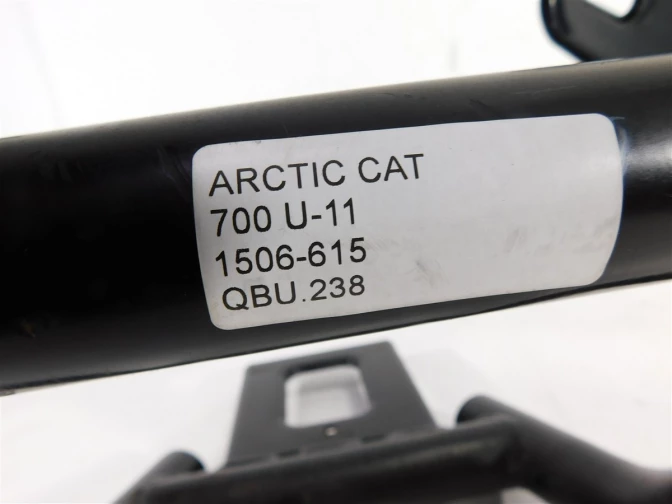 ARCTIC CAT
700 U-11
1506-615
QBU.238